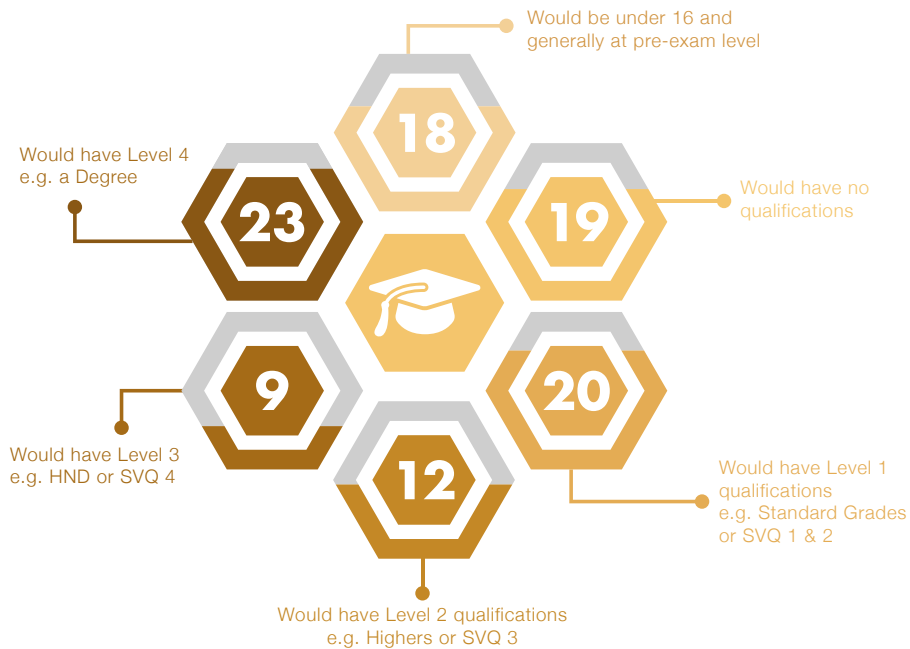 Would be under 16 and
generally at pre-exam level
18
Would have Level 4
e.g. a Degree
23
19
Would have no
qualifications
9
20
Would have Level 3
e.g. HND or SVQ 4
12
Would have Level 1
qualifications
e.g. Standard Grades
or SVQ 1 & 2
Would have Level 2 qualifications
e.g. Highers or SVQ 3